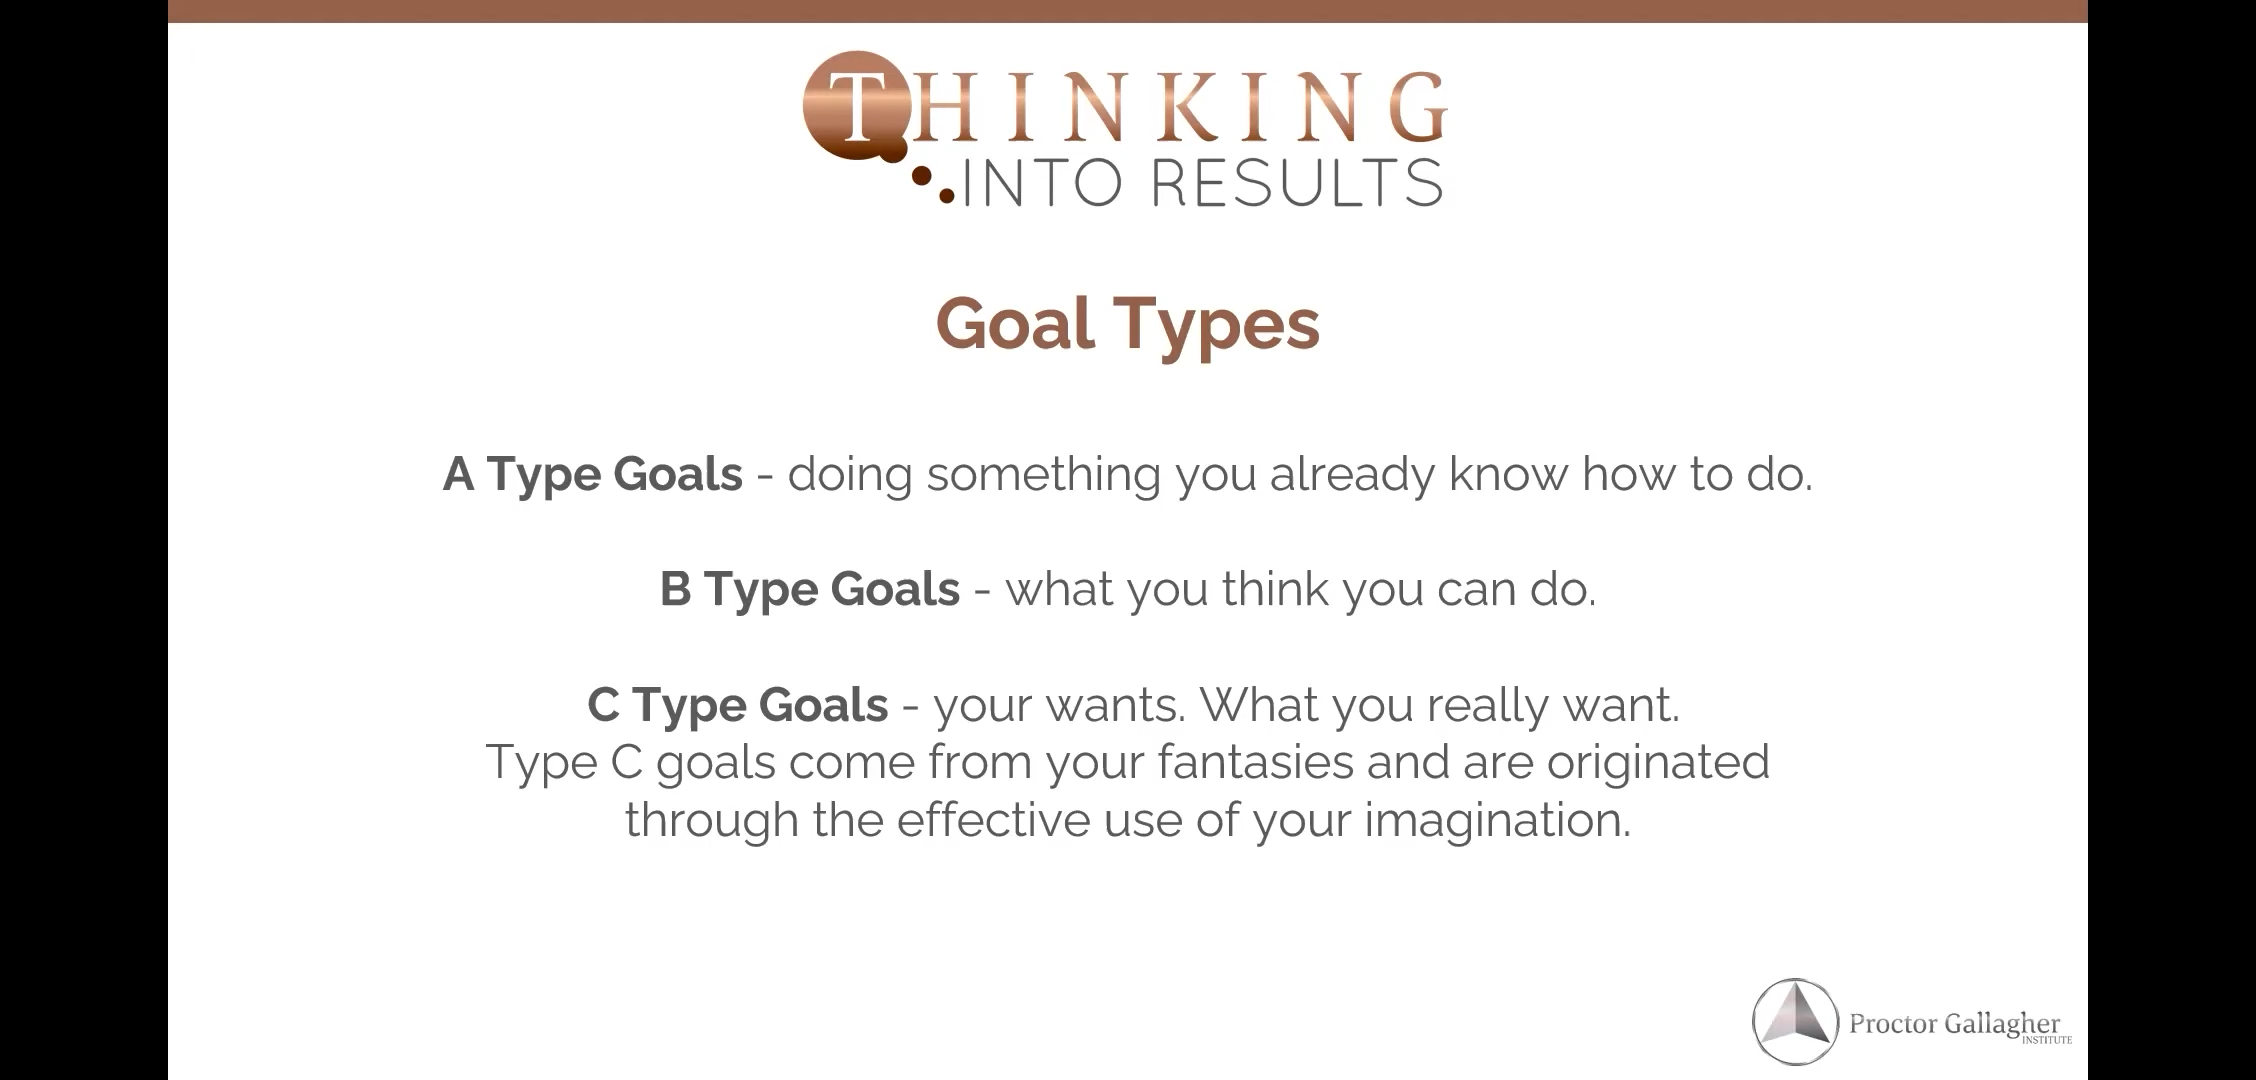 THINKING
INTO RESULTS
Goal Types
A Type Goals - doing something you already know how to do.
B Type Goals - what you think you can do.
C Type Goals - your wants. What you really want.
Type C goals come from your fantasies and are originated
through the effective use of your imagination.
Proctor Gallagher
INSTITUTE